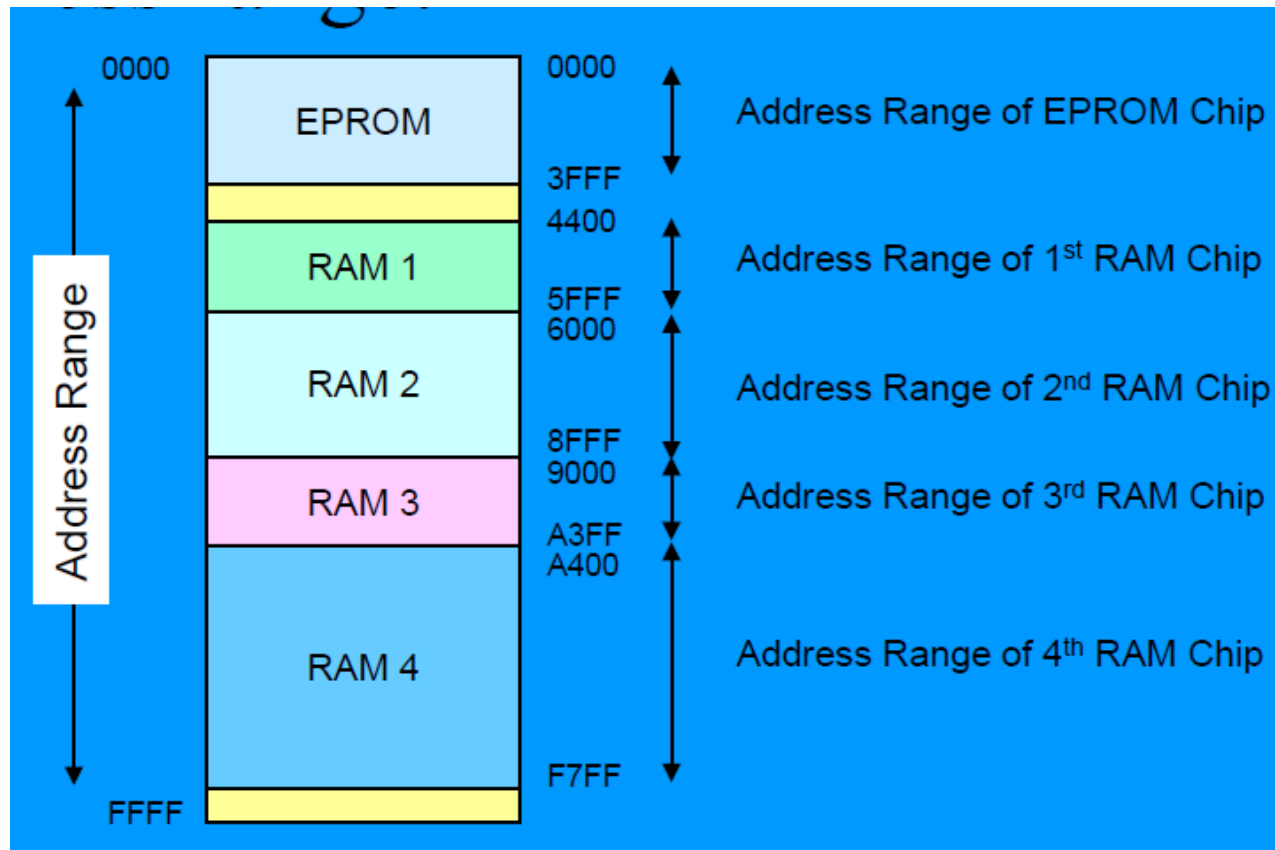 0000
EPROM
0000
Address Range of EPROM Chip
3FFF
4400
RAM 1
Address Range of 1st RAM Chip
5FFF
6000
Address Range
RAM 2
Address Range of 2nd RAM Chip
8FFF
9000
RAM 3
Address Range of 3rd RAM Chip
A3FF
A400
RAM 4
Address Range of 4th RAM Chip
F7FF
FFFF